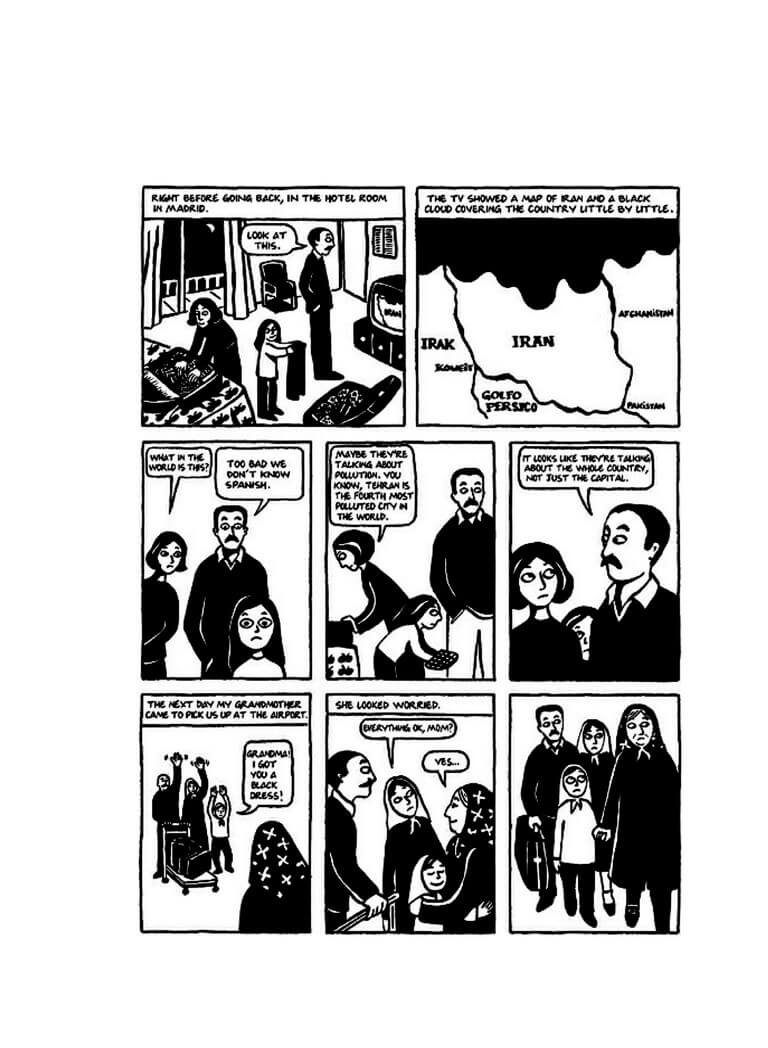 RIGHT BEFORE GOING BACK, IN THE HOTEL ROOM
IN MADRID.
LOOK AT
THIS.
IRAN
THE TV SHOWED A MAP OF IRAN AND A BLACK
CLOUD COVERING THE COUNTRY LITTLE BY LITTLE.
AFGHANISTAN
IRAK
IRAN
KOWEIT
GOLFO
PERSICO
PAKISTAN
WHAT IN THE
WORLD IS THIS?
TOO BAD WE
DON'T KNOW
SPANISH.
MAYBE THEY'RE
TALKING ABOUT
POLLUTION. YOU
KNOW, TEHRAN IS
THE FOURTH MOST
POLLUTED CITY IN
THE WORLD.
IT LOOKS LIKE THEY'RE TALKING
ABOUT THE WHOLE COUNTRY,
NOT JUST THE CAPITAL.
THE NEXT DAY MY GRANDMOTHER
CAME TO PICK US UP AT THE AIRPORT.
GRANDMA!
I GOT
YOU A
BLACK
DRESS!
SHE LOOKED WORRIED.
EVERYTHING OK, MOM?
YES...